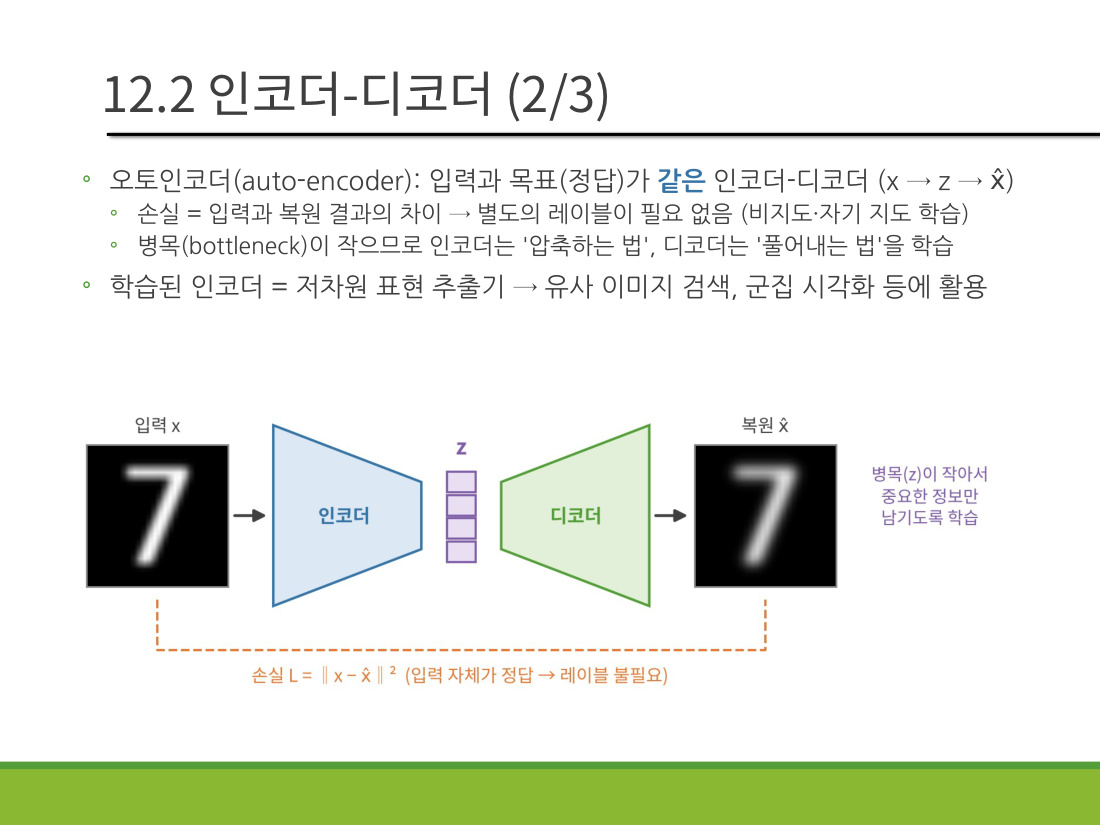 12.2 인코더-디코더 (2/3)
◦ 오토인코더(auto-encoder): 입력과 목표(정답)가 같은 인코더-디코더 (x → z → x̂)
◦ 손실 = 입력과 복원 결과의 차이 → 별도의 레이블이 필요 없음 (비지도·자기 지도 학습)
◦ 병목(bottleneck)이 작으므로 인코더는 '압축하는 법', 디코더는 '풀어내는 법'을 학습
◦ 학습된 인코더 = 저차원 표현 추출기 → 유사 이미지 검색, 군집 시각화 등에 활용
입력 x
7
인코더
z
디코더
복원 x̂
7
병목(z)이 작아서
중요한 정보만
남기도록 학습
손실 L = ‖ x − x̂ ‖ ² (입력 자체가 정답 → 레이블 불필요)